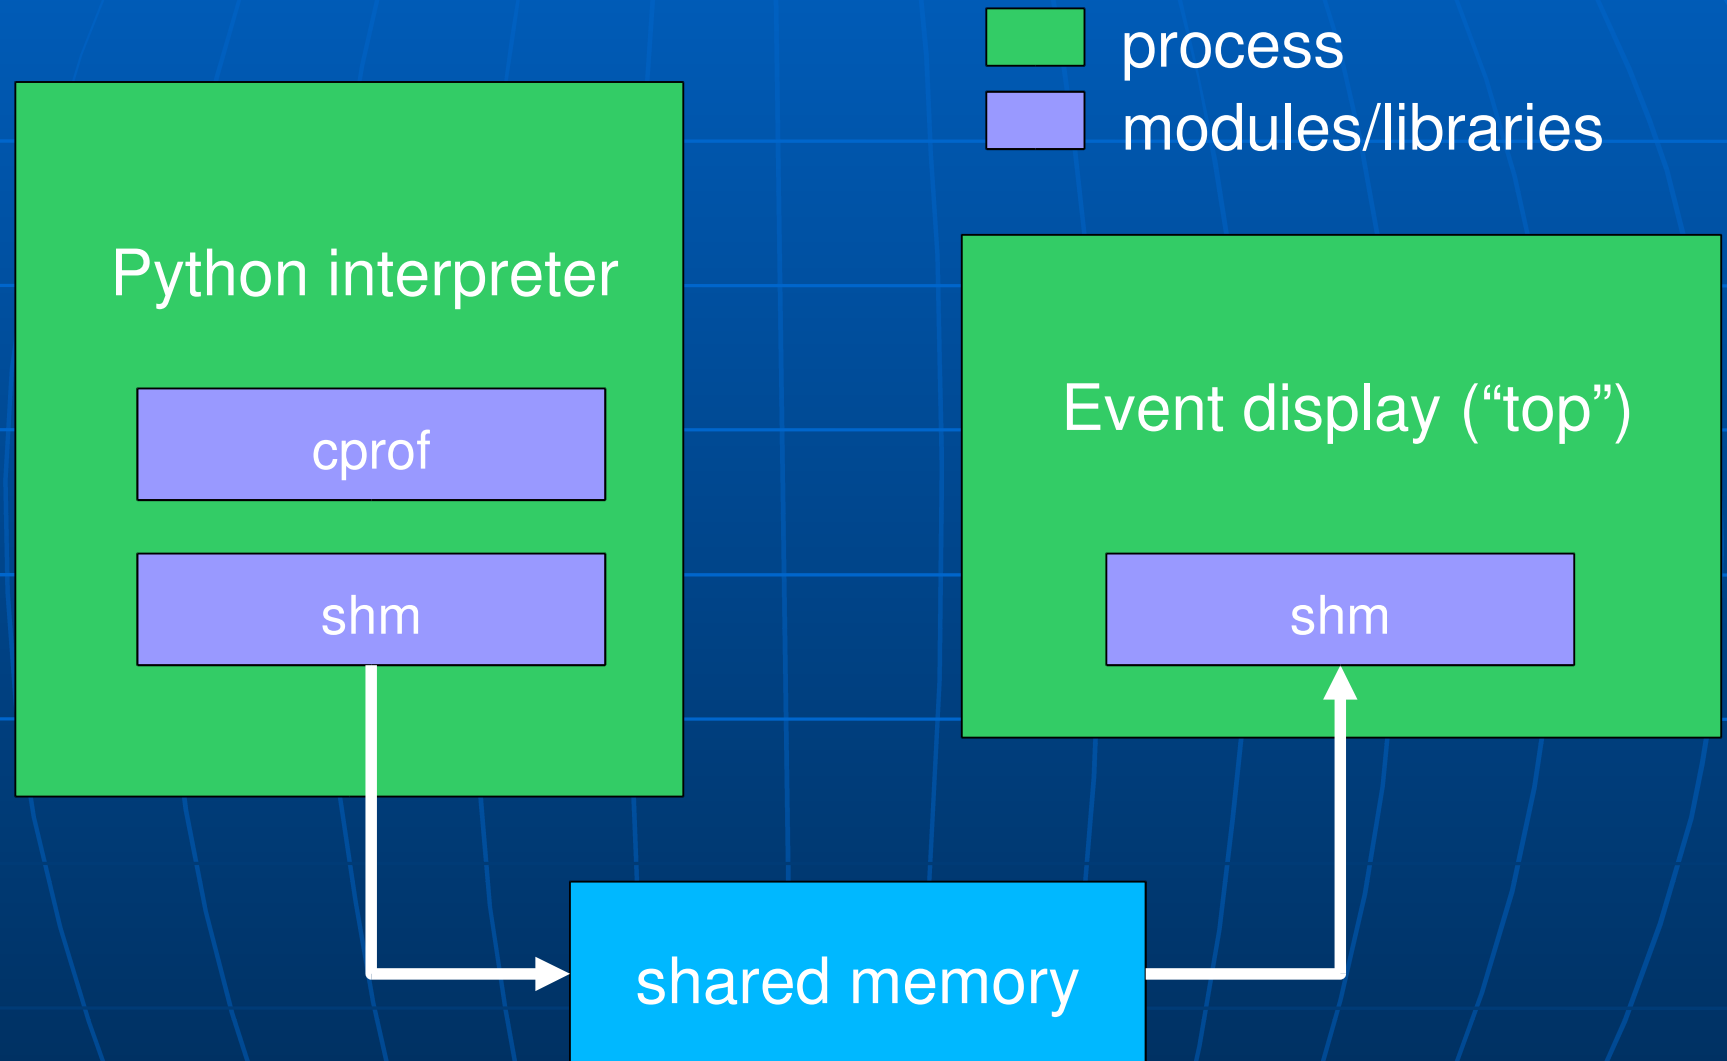 process
modules/libraries
Python interpreter
cprof
shm
Event display (“top”)
shm
shared memory